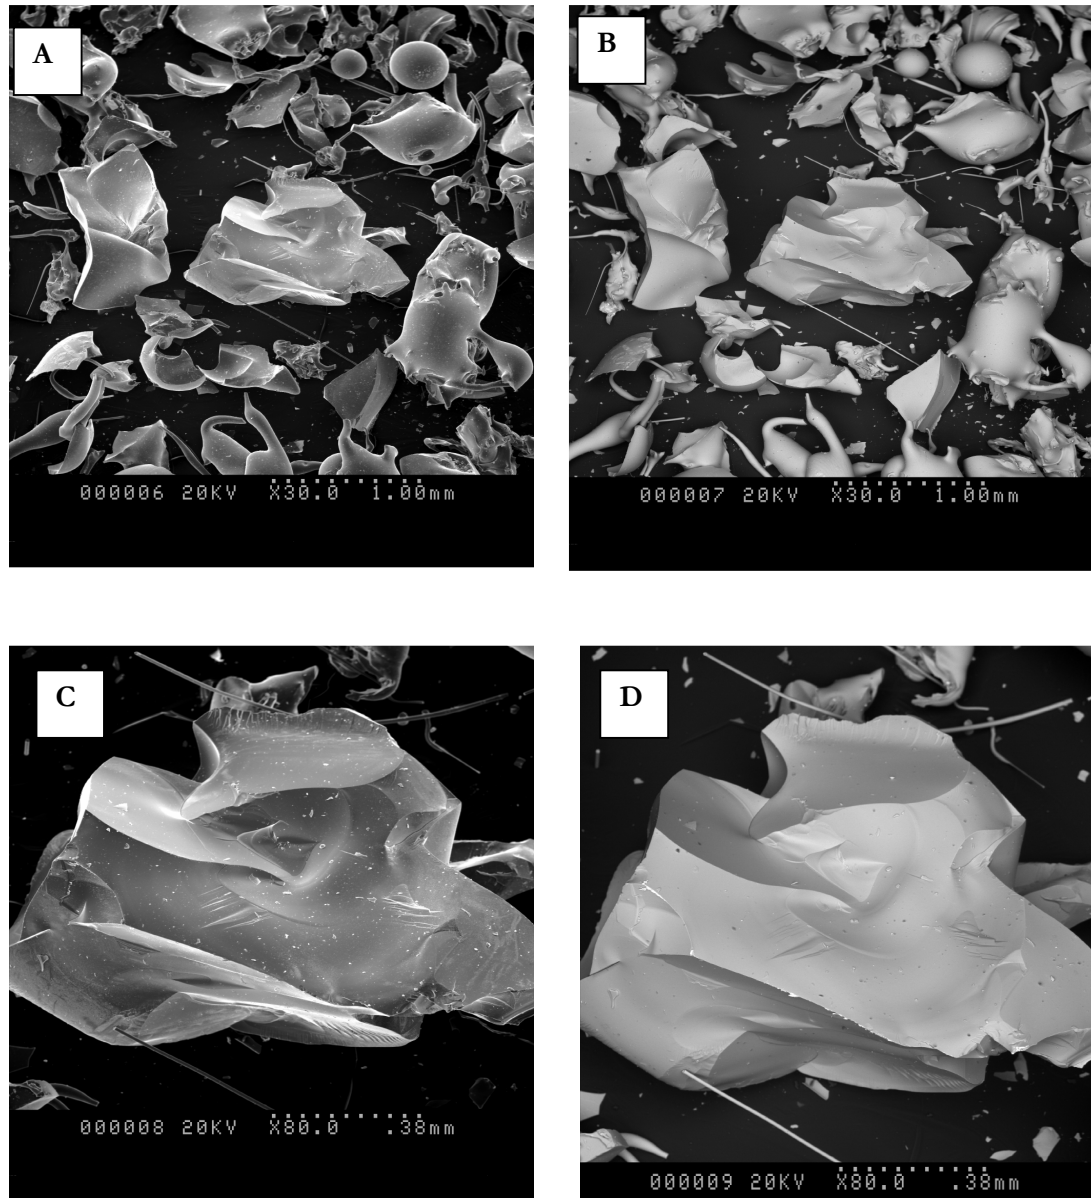 A
B
000006 20KV X30.0 1.00mm
000007 20KV X30.0 1.00mm
C
D
000008 20KV X80.0 .38mm
000009 20KV X80.0 .38mm